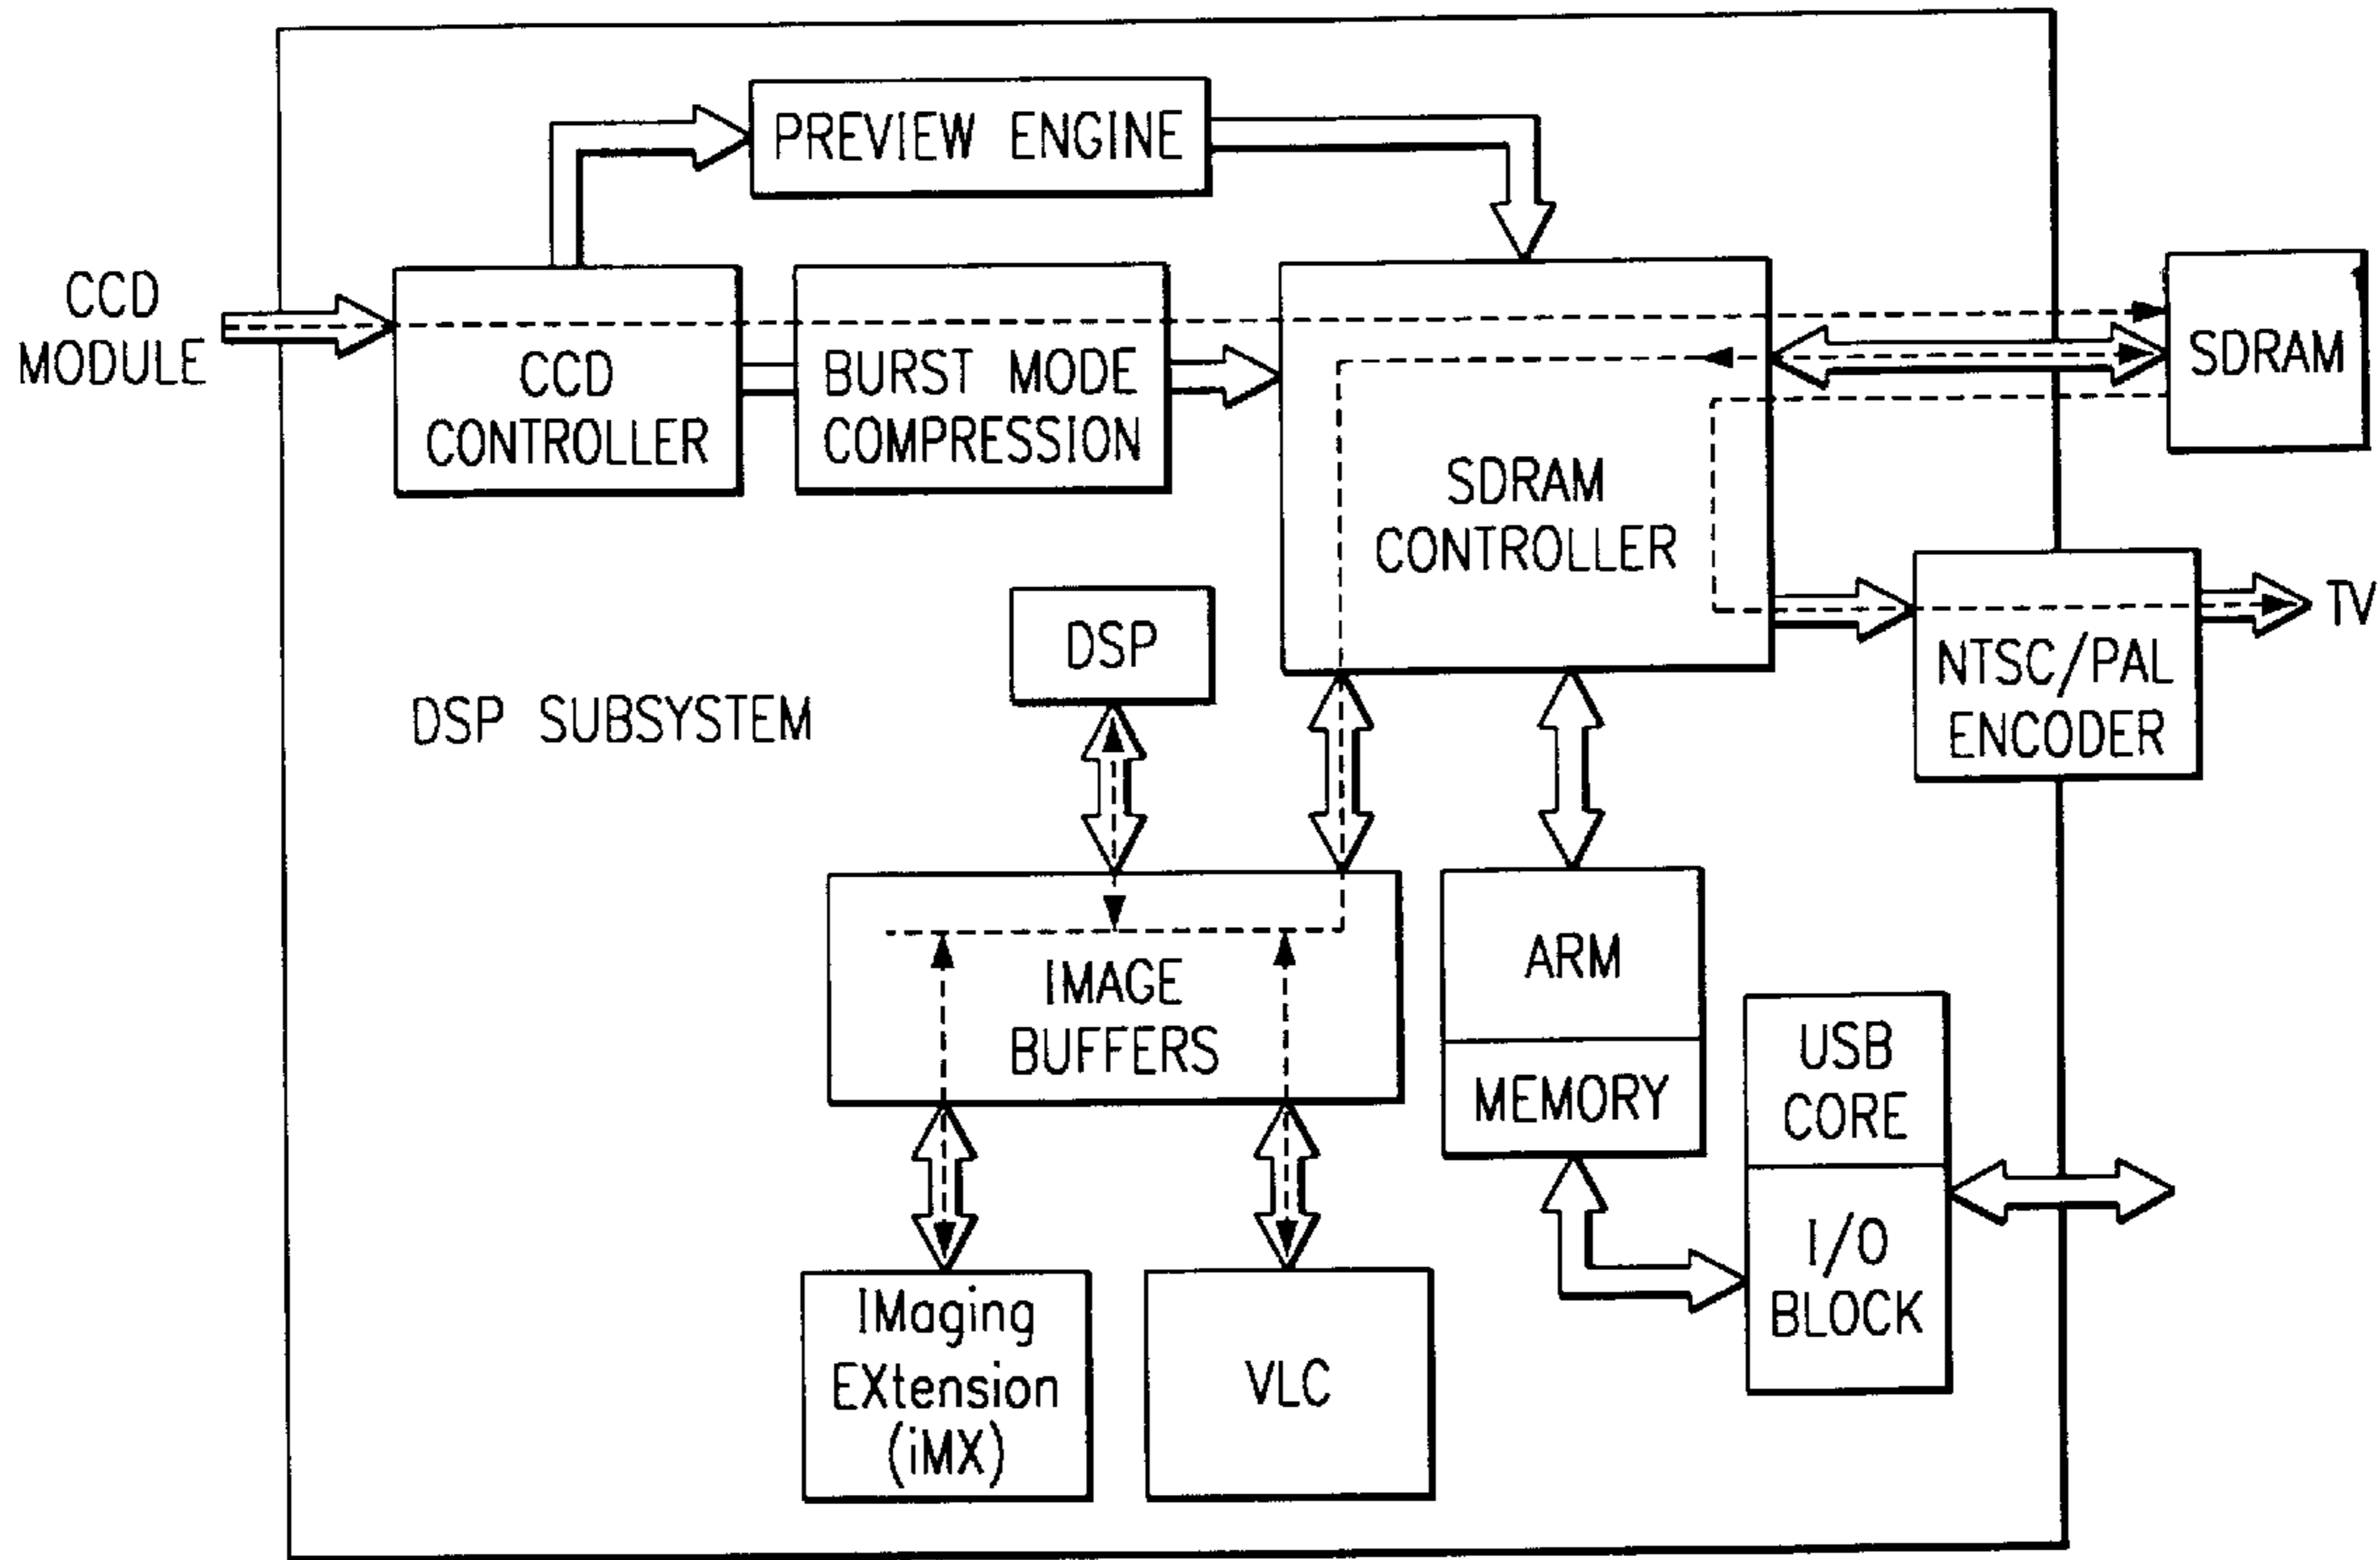 PREVIEW ENGINE
CCD
MODULE
CCD
CONTROLLER
BURST MODE
COMPRESSION
SDRAM
CONTROLLER
SDRAM
DSP
DSP SUBSYSTEM
NTSC/PAL
ENCODER
TV
IMAGE
BUFFERS
ARM
MEMORY
USB
CORE
I/O
BLOCK
IMaging
EXtension
(iMX)
VLC